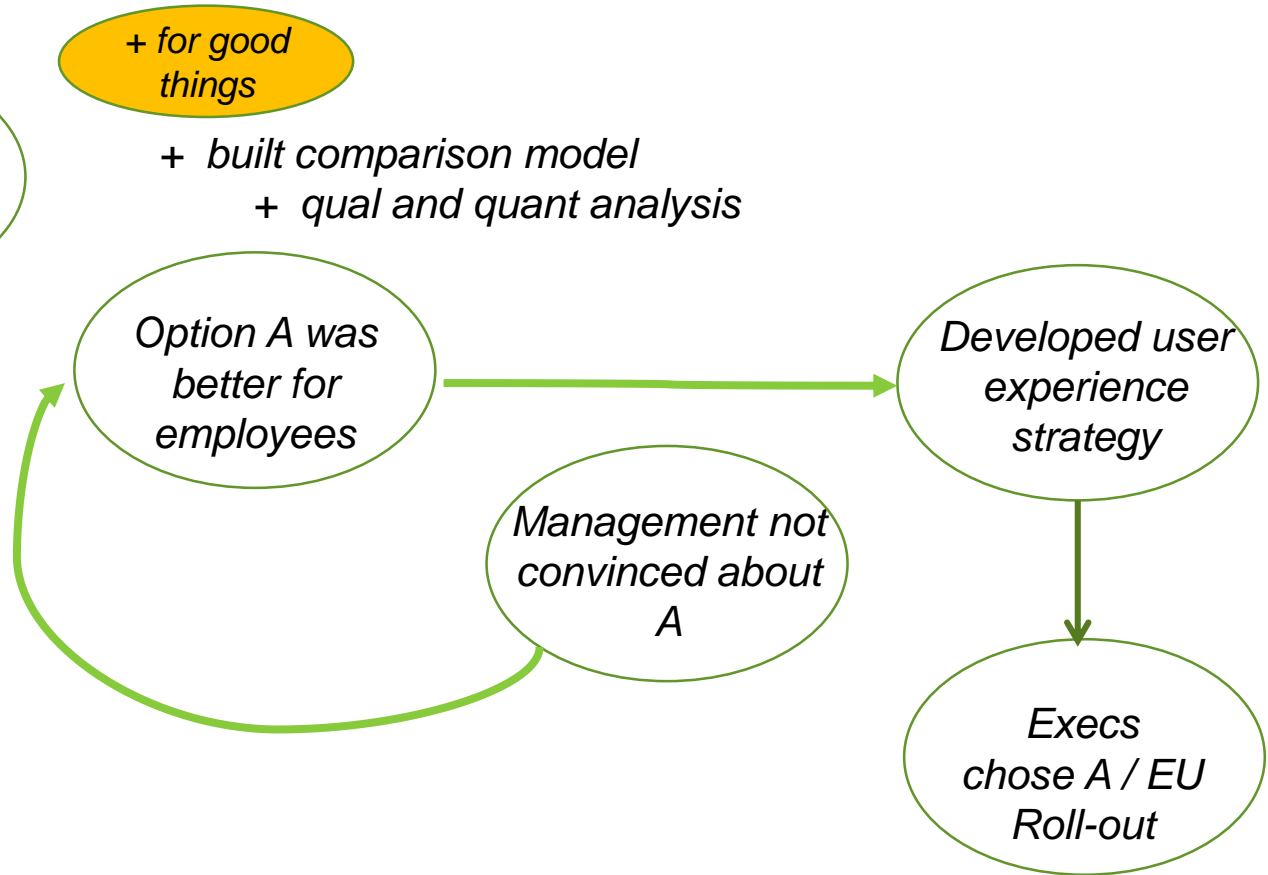 + for good
things
+ built comparison model
+ qual and quant analysis
Option A was
better for
employees
Developed user
experience
strategy
Management not
convinced about
A
Execs
chose A / EU
Roll-out